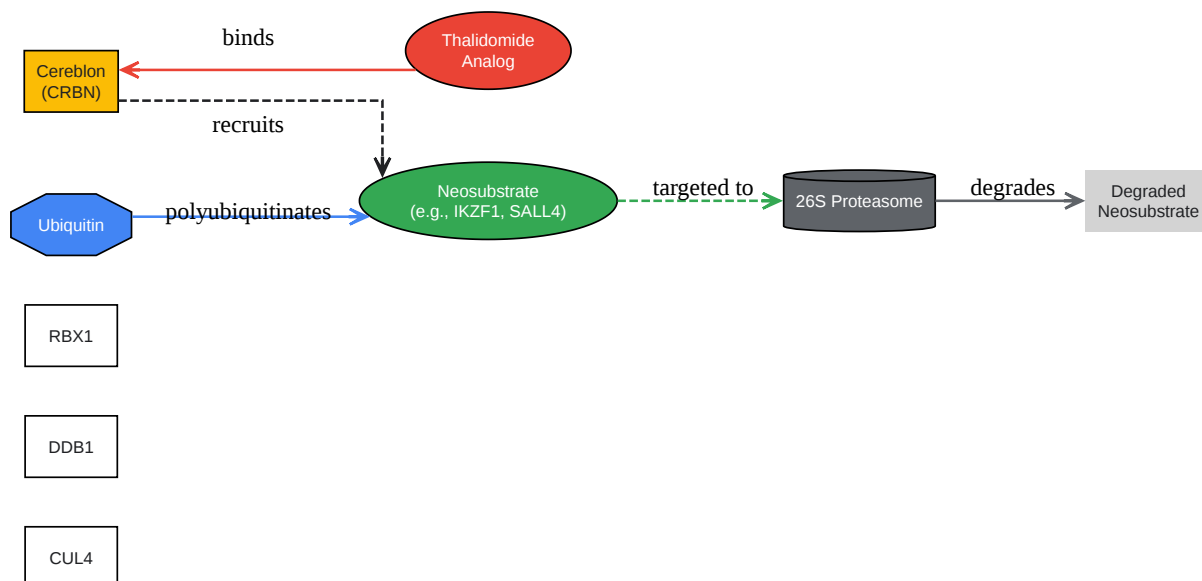 binds
Thalidomide
Analog
Cereblon
(CRBN)
recruits
Neosubstrate
(e.g., IKZF1, SALL4)
targeted to
26S Proteasome
degrades
Degraded
Neosubstrate
Ubiquitin
polyubiquitinates
RBX1
DDB1
CUL4